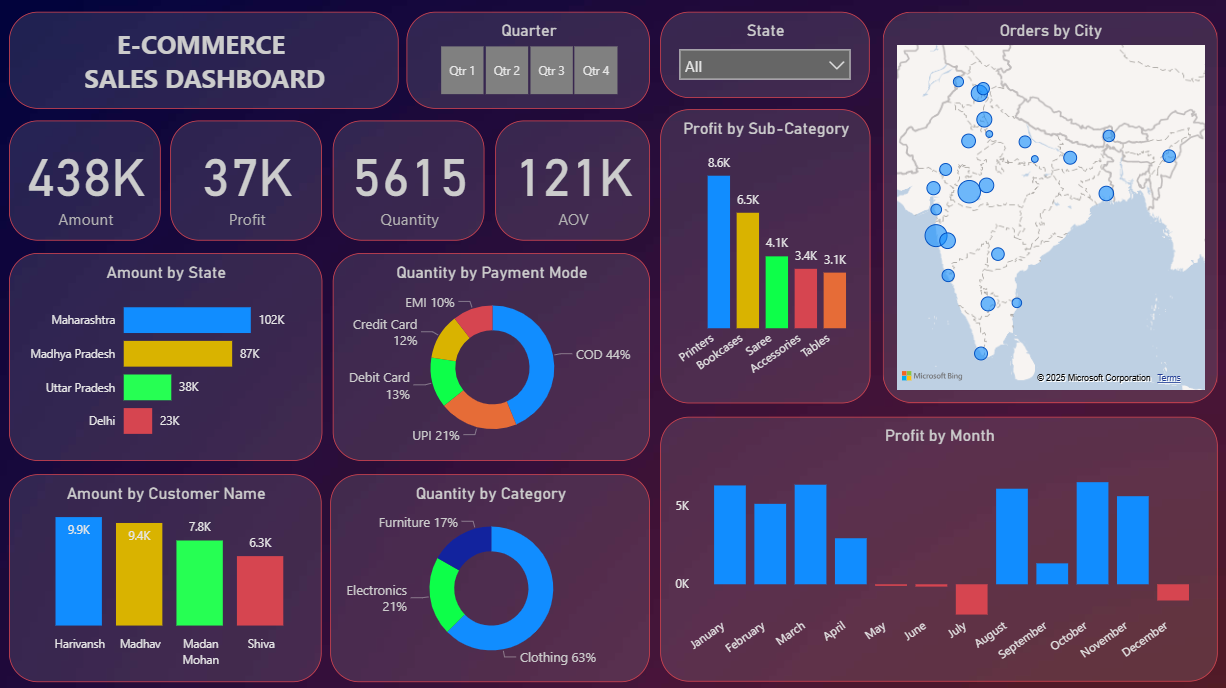 E-COMMERCE
SALES DASHBOARD
Quarter
Qtr 1
Qtr 2
Qtr 3
Qtr 4
State
All
Orders by City
Microsoft Bing
© 2025 Microsoft Corporation Terms
438K
Amount
37K
Profit
5615
Quantity
121K
AOV
Profit by Sub-Category
8.6K
6.5K
4.1K
3.4K
3.1K
Printers
Bookcases
Saree
Accessories
Tables
Amount by State
Maharashtra
102K
Madhya Pradesh
87K
Uttar Pradesh
38K
Delhi
23K
Quantity by Payment Mode
EMI 10%
Credit Card
12%
COD 44%
Debit Card
13%
UPI 21%
Amount by Customer Name
9.9K
9.4K
7.8K
6.3K
Harivansh
Madhav
Madan
Mohan
Shiva
Quantity by Category
Furniture 17%
Electronics
21%
Clothing 63%
Profit by Month
5K
0K
January
February
March
April
May
June
July
August
September
October
November
December